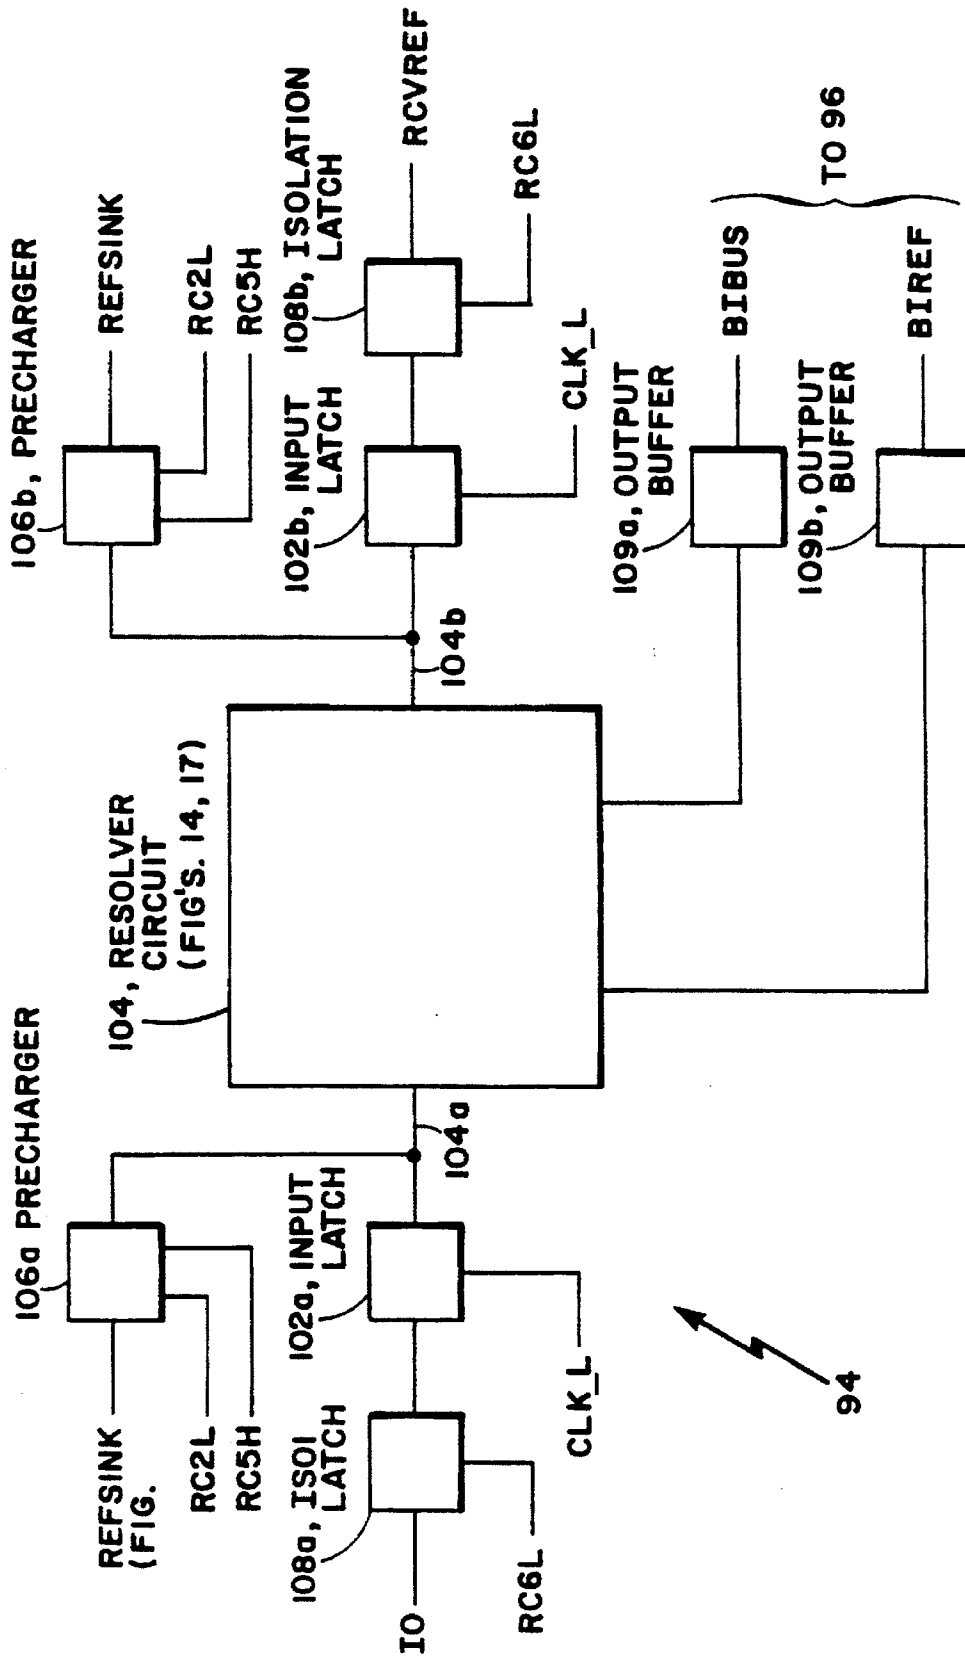 106a PRECHARGER
REFSINK
(FIG.
RC2L
RC5H
108a, ISO1
LATCH
102a, INPUT
LATCH
IO
RC6L
CLK_L
104a
94
104, RESOLVER
CIRCUIT
(FIG'S. 14, 17)
104b
106b, PRECHARGER
REFSINK
RC2L
RC5H
102b, INPUT
LATCH
108b, ISOLATION
LATCH
RCVREF
RC6L
CLK_L
109a, OUTPUT
BUFFER
BIBUS
109b, OUTPUT
BUFFER
BIREF
TO 96